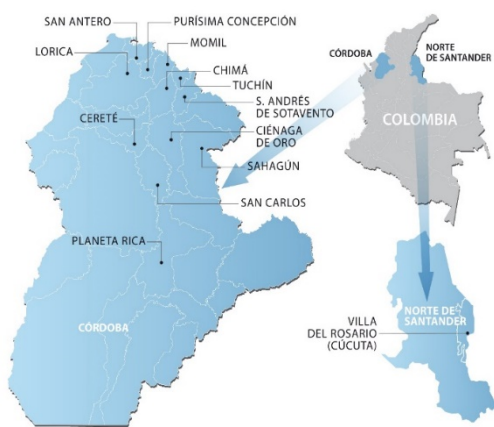 SAN ANTERO
PURÍSIMA CONCEPCIÓN
LORICA
MOMIL
CHIMÁ
TUCHÍN
S. ANDRÉS
DE SOTAVENTO
CERETÉ
CIÉNAGA
DE ORO
SAHAGÚN
SAN CARLOS
PLANETA RICA
CÓRDOBA
CÓRDOBA
NORTE
DE SANTANDER
COLOMBIA
NORTE DE
SANTANDER
VILLA
DEL ROSARIO
(CÚCUTA)